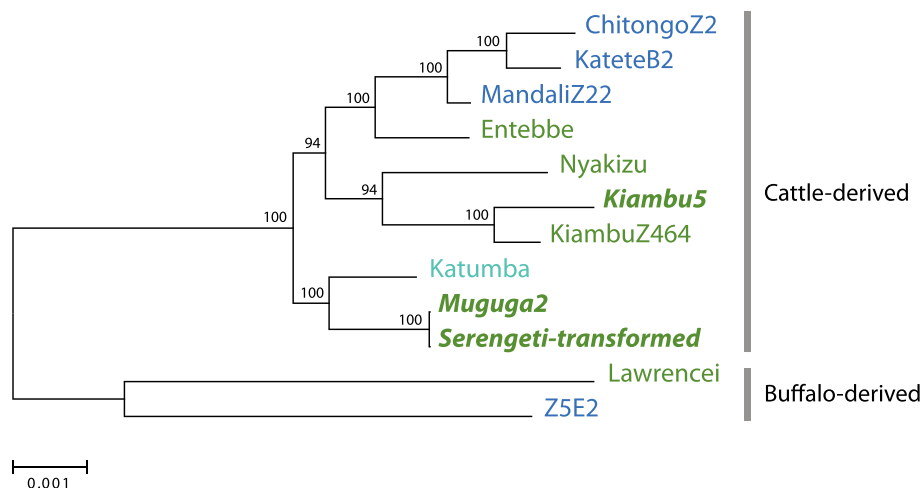 ChitongoZ2
100
KateteB2
100
MandaliZ22
100
Entebbe
94
Nyakizu
94
Kiambu5
Cattle-derived
100
KiambuZ464
100
Katumba
100
Muguga2
100
Serengeti-transformed
Lawrencei
Buffalo-derived
Z5E2
0.001